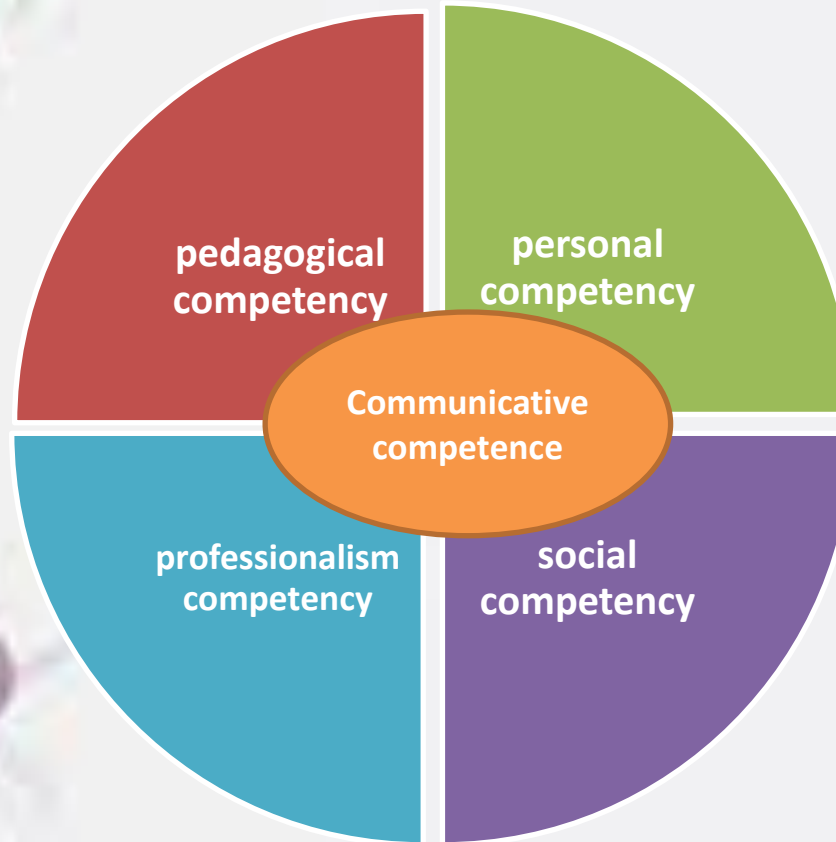 pedagogical
competency
personal
competency
Communicative
competence
professionalism
competency
social
competency